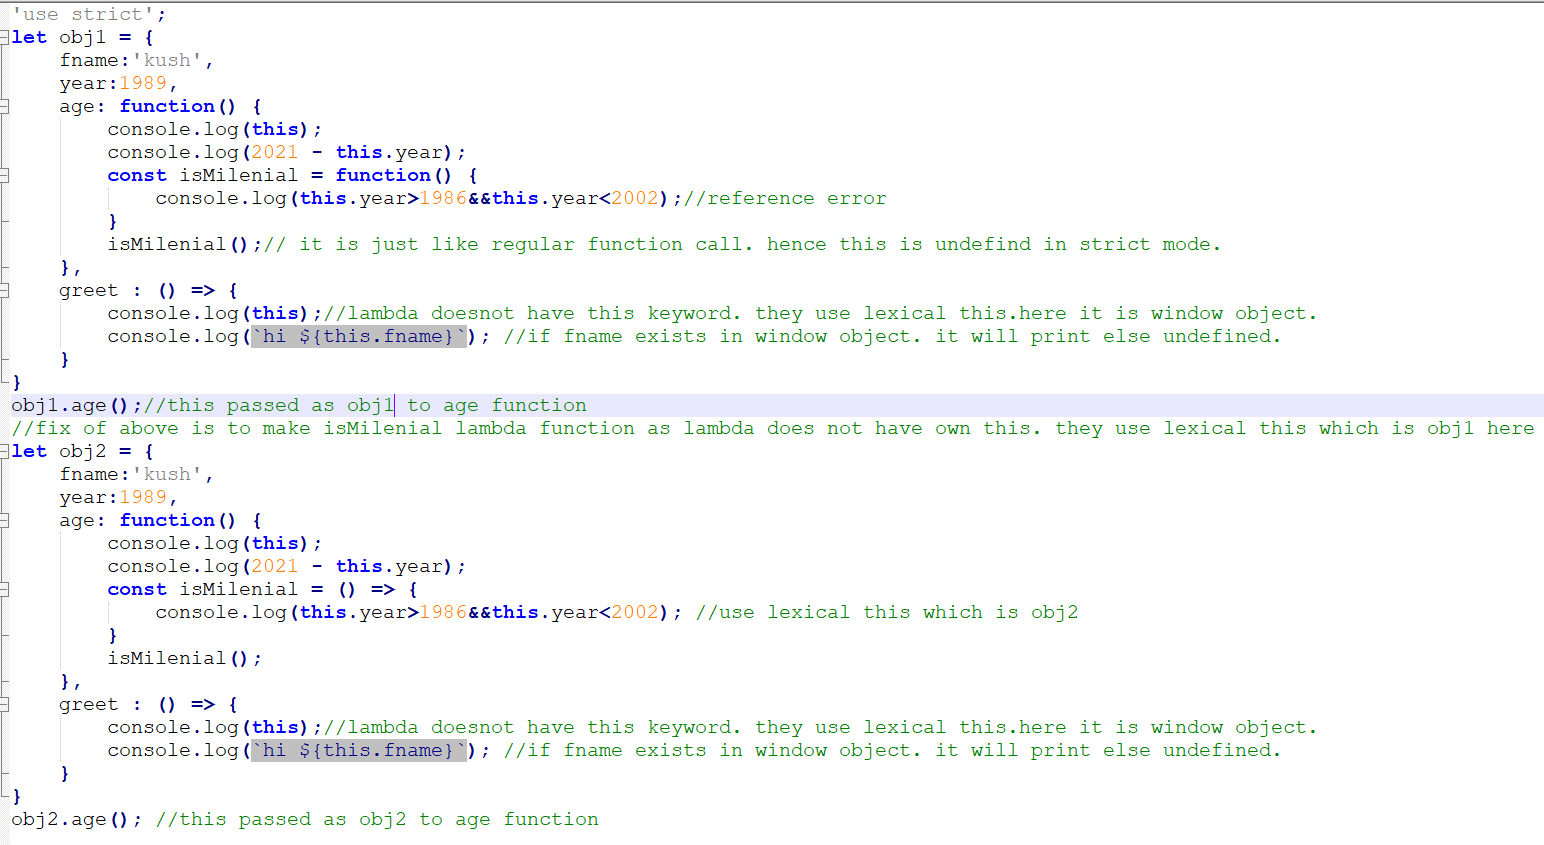 'use strict';
let obj1 = {
    fname:'kush',
    year:1989,
    age: function() {
        console.log(this);
        console.log(2021 - this.year);
        const isMilenial = function() {
            console.log(this.year>1986&&this.year<2002);//reference error
        }
        isMilenial();// it is just like regular function call. hence this is undefind in strict mode.
    },
    greet : () => {
        console.log(this);//lambda doesnot have this keyword. they use lexical this.here it is window object.
        console.log(`hi ${this.fname}`); //if fname exists in window object. it will print else undefined.
    }
}
obj1.age();//this passed as obj1 to age function
//fix of above is to make isMilenial lambda function as lambda does not have own this. they use lexical this which is obj1 here
let obj2 = {
    fname:'kush',
    year:1989,
    age: function() {
        console.log(this);
        console.log(2021 - this.year);
        const isMilenial = () => {
            console.log(this.year>1986&&this.year<2002); //use lexical this which is obj2
        }
        isMilenial();
    },
    greet : () => {
        console.log(this);//lambda doesnot have this keyword. they use lexical this.here it is window object.
        console.log(`hi ${this.fname}`); //if fname exists in window object. it will print else undefined.
    }
}
obj2.age(); //this passed as obj2 to age function